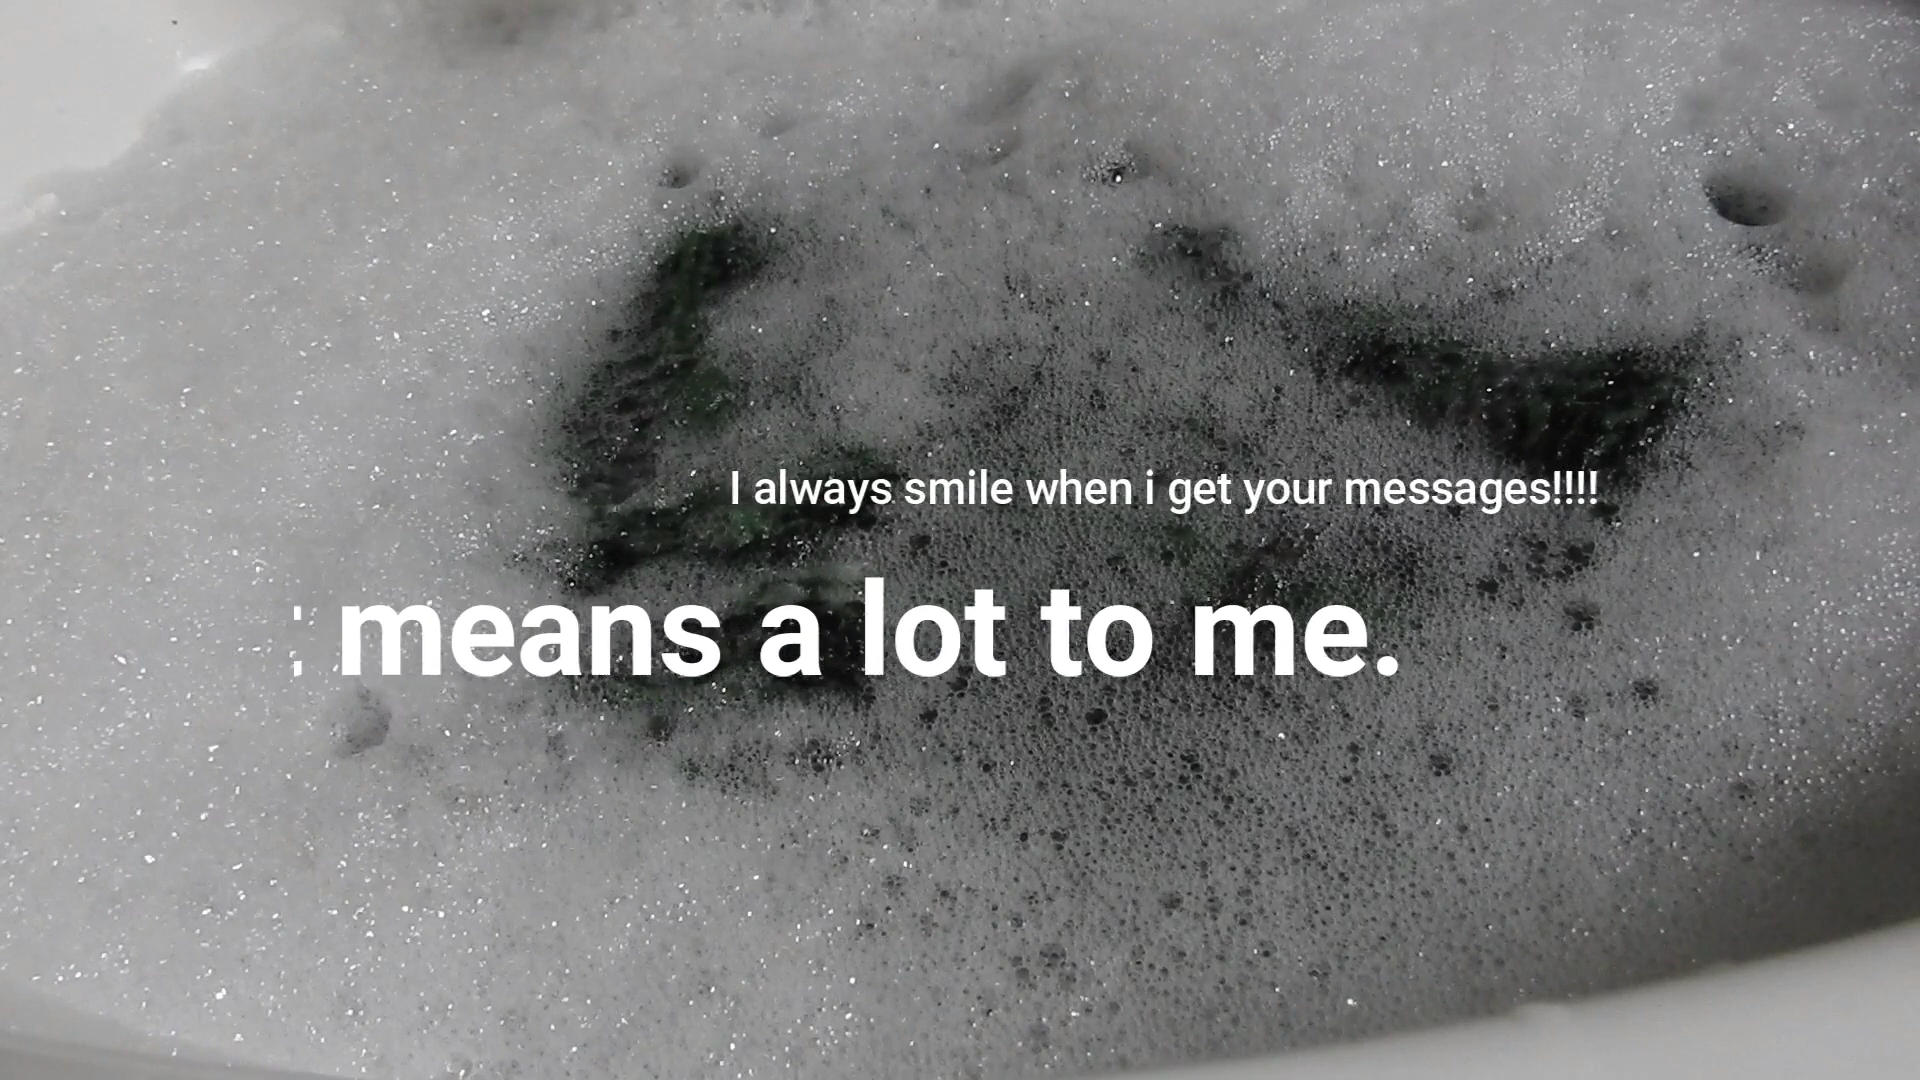 I always smile when i get your messages!!!!
means a lot to me.